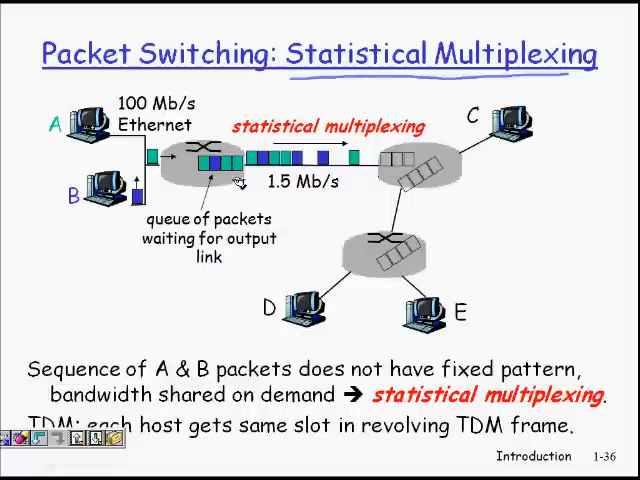 Packet Switching: Statistical Multiplexing
100 Mb/s
Ethernet
A
statistical multiplexing
C
B
1.5 Mb/s
queue of packets
waiting for output
link
D
E
Sequence of A & B packets does not have fixed pattern,
bandwidth shared on demand ➔ statistical multiplexing.
TDM: each host gets same slot in revolving TDM frame.
Introduction 1-36